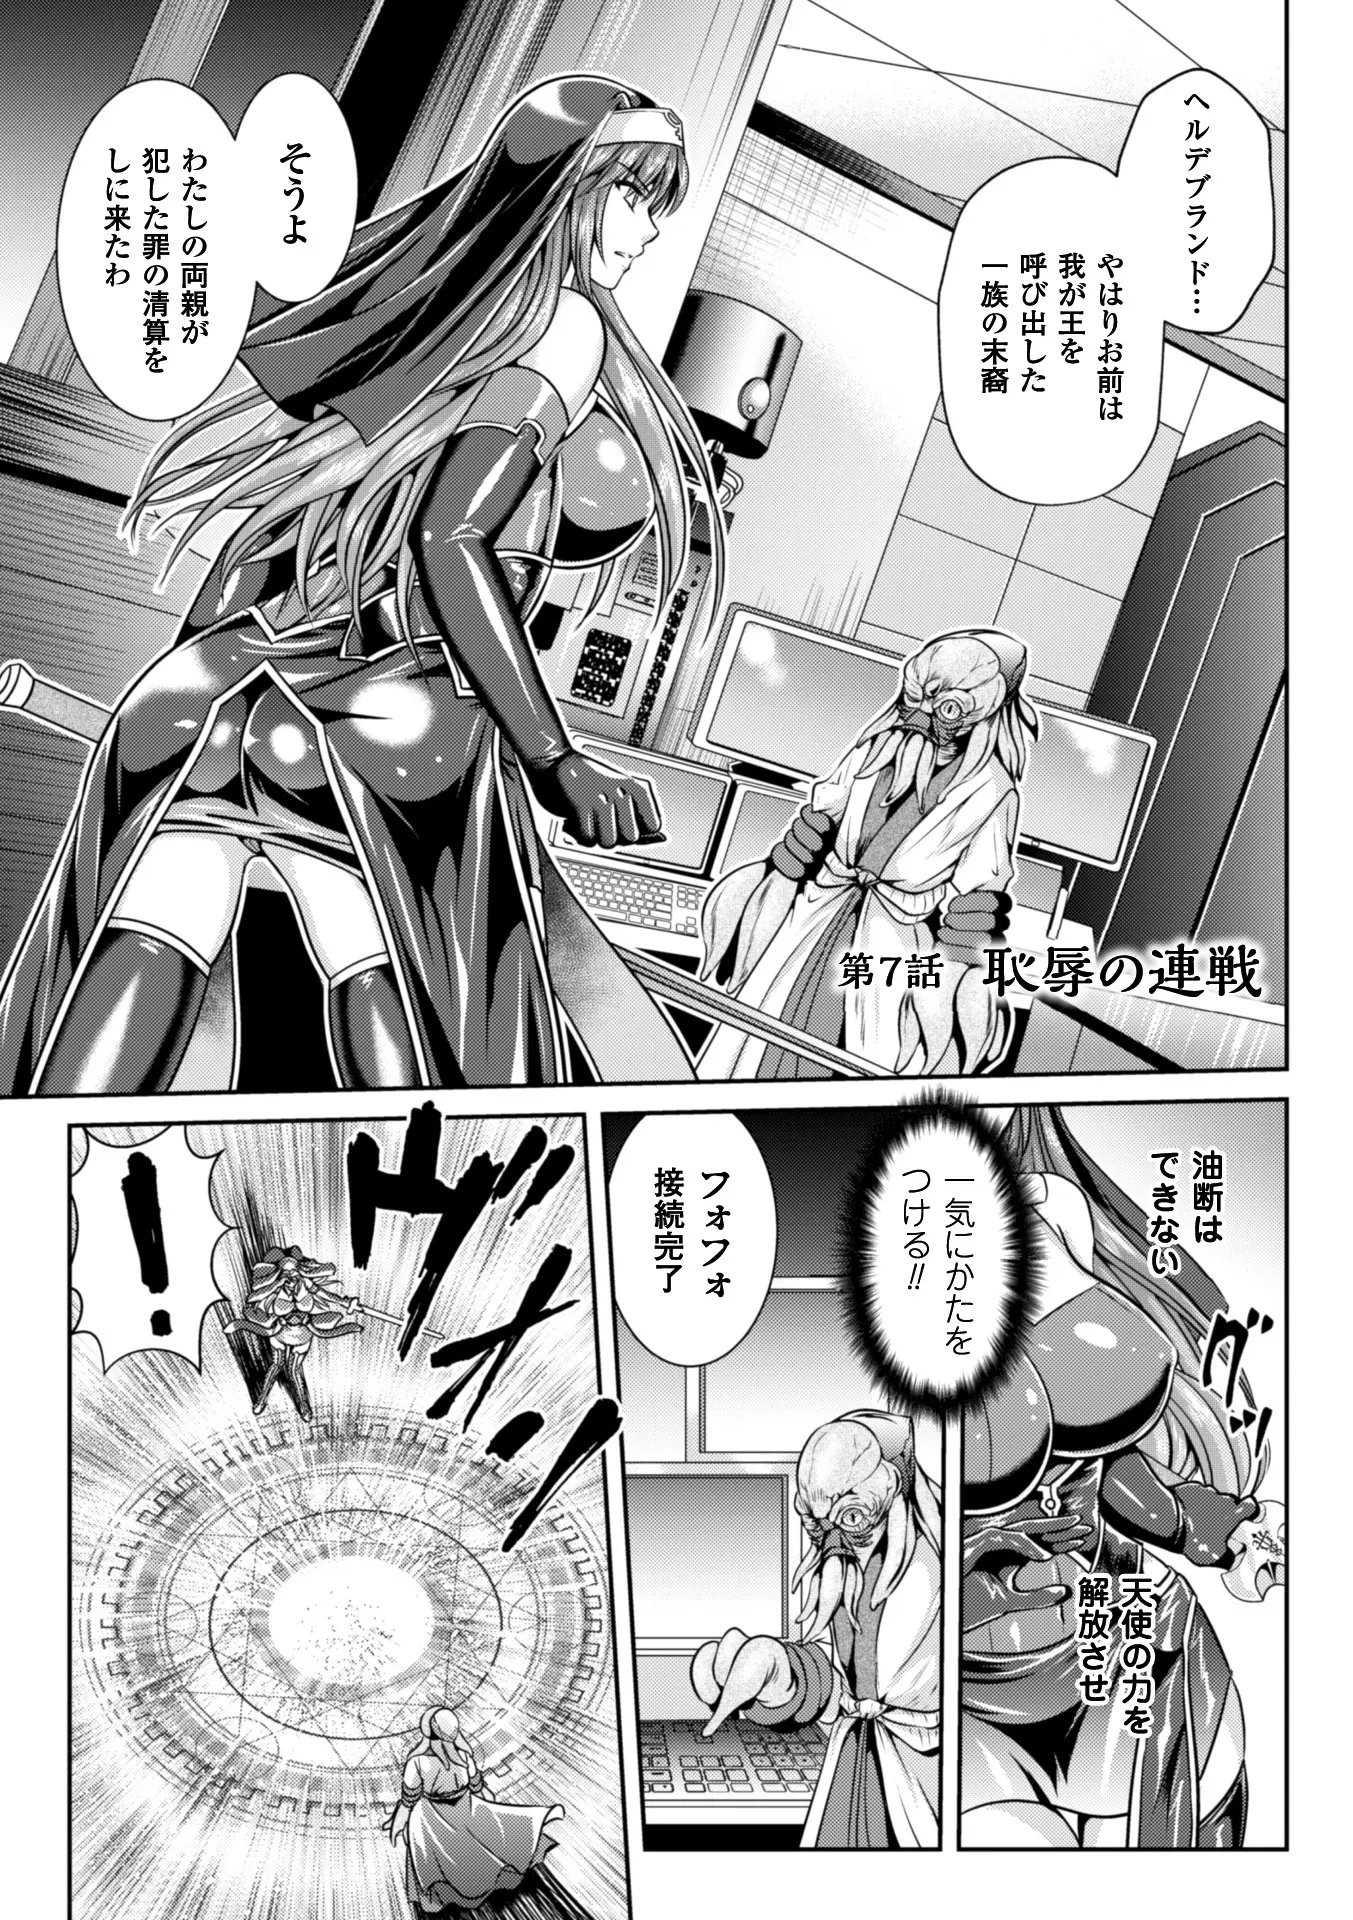 ヘルデブランド…
やはりお前は
我が王を
呼び出した
一族の末裔
そうよ
わたしの両親が
犯した罪の清算を
しに来たわ
第7話 恥辱の連戦
油断は
できない
グググ
天使の力を
解放させ
一気にかたを
つける!!
フォフォ
接続完了
ヴォン
!